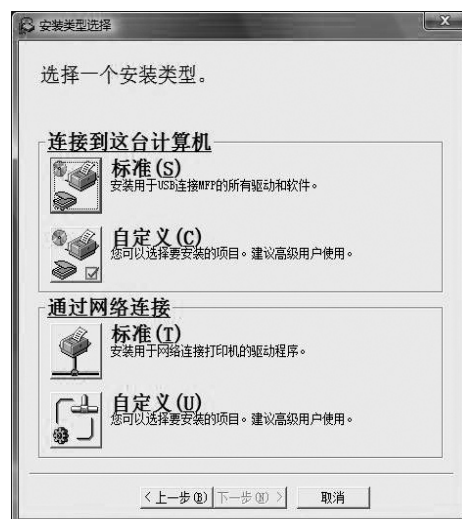 安装类型选择
选择一个安装类型。
连接到这台计算机
标准(S)
安装用于USB连接MFP的所有驱动和软件。
自定义(C)
您可以选择要安装的项目。建议高级用户使用。
通过网络连接
标准(T)
安装用于网络连接打印机的驱动程序。
自定义(U)
您可以选择要安装的项目。建议高级用户使用。
<上一步(B) 下一步(N)> 取消